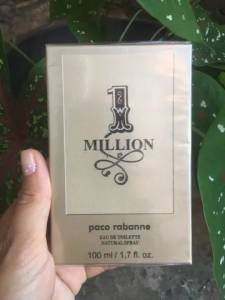 1
MILLION
paco rabanne
EAU DE TOILETTE
NATURAL SPRAY
100 ml / 1,7 fl. oz.